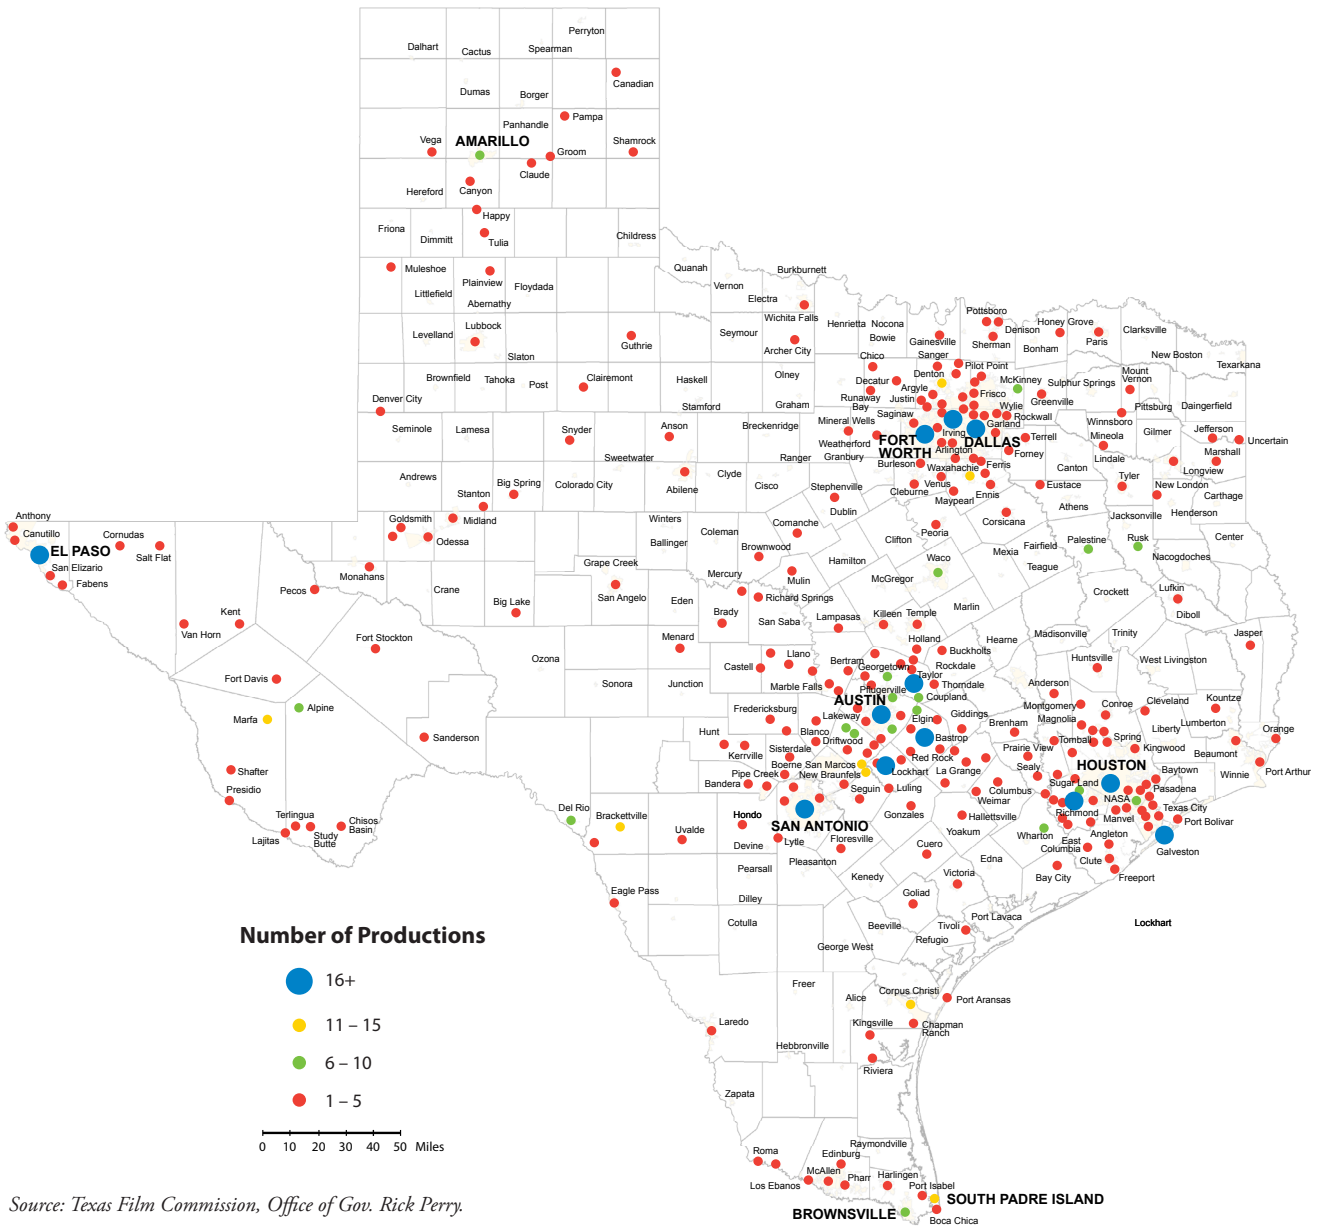 Perryton
Dalhart
Cactus
Spearman
Canadian
Dumas
Borger
Pampa
Panhandle
Vega
AMARILLO
Shamrock
Groom
Claude
Hereford
Canyon
Happy
Friona
Dimmitt
Tulia
Childress
Muleshoe
Plainview
Floydada
Littlefield
Abernathy
Quanah
Burkburnett
Vernon
Electra
Wichita Falls
Levelland
Lubbock
Slaton
Guthrie
Seymour
Archer City
Henrietta
Nocona
Bowie
Gainesville
Pottsboro
Denison
Sherman
Honey Grove
Bonham
Paris
Clarksville
New Boston
Texarkana
Brownfield
Tahoka
Post
Clairemont
Haskell
Stamford
Olney
Graham
Chico
Sanger
Pilot Point
Decatur
Denton
Argyle
McKinney
Sulphur Springs
Mount
Vernon
Runaway
Bay
Justin
Frisco
Greenville
Denver City
Seminole
Lamesa
Snyder
Anson
Breckenridge
Mineral Wells
Saginaw
Wylie
Rockwall
Winnsboro
Pittsburg
Daingerfield
Sweetwater
Ranger
Weatherford
Granbury
FORT
WORTH
Irving
Garland
DALLAS
Arlington
Terrell
Forney
Mineola
Lindale
Gilmer
Jefferson
Uncertain
Marshall
Longview
Andrews
Big Spring
Colorado City
Abilene
Clyde
Cisco
Burleson
Waxahachie
Ferris
Canton
Tyler
Stanton
Stephenville
Dublin
Cleburne
Venus
Maypearl
Ennis
Eustace
Athens
New London
Henderson
Carthage
Anthony
Canutillo
EL PASO
Cornudas
Salt Flat
San Elizario
Fabens
Goldsmith
Midland
Odessa
Winters
Ballinger
Coleman
Comanche
Brownwood
Peoria
Clifton
Corsicana
Jacksonville
Palestine
Rusk
Center
Nacogdoches
Monahans
Pecos
Crane
Grape Creek
San Angelo
Mercury
Mulin
Hamilton
Waco
McGregor
Mexia
Fairfield
Teague
Crockett
Lufkin
Diboll
Kent
Van Horn
Big Lake
Eden
Brady
Richard Springs
San Saba
Lampasas
Killeen
Temple
Marlin
Madisonville
Trinity
Jasper
Fort Stockton
Ozona
Menard
Holland
Buckholts
Hearne
Huntsville
West Livingston
Fort Davis
Sonora
Junction
Castell
Llano
Bertram
Georgetown
Rockdale
Taylor
Thorndale
Anderson
Marble Falls
Pflugerville
Coupland
Montgomery
Conroe
Cleveland
Kountze
Marfa
Alpine
Fredericksburg
AUSTIN
Lakeway
Elgin
Giddings
Brenham
Magnolia
Liberty
Lumberton
Orange
Sanderson
Hunt
Kerrville
Blanco
Sisterdale
Driftwood
Bastrop
Prairie View
Tomball
Spring
Kingwood
Beaumont
Shafter
Boerne
San Marcos
Red Rock
Sealy
HOUSTON
Baytown
Winnie
Port Arthur
Presidio
Pipe Creek
Bandera
New Braunfels
Lockhart
La Grange
Columbus
Sugar Land
Pasadena
Seguin
Luling
Weimar
NASA
Texas City
Del Rio
Brackettville
Hondo
SAN ANTONIO
Gonzales
Hallettsville
Richmond
Manvel
Port Bolivar
Terlingua
Lajitas
Study
Butte
Chisos
Basin
Uvalde
Devine
Lytle
Floresville
Yoakum
Wharton
East
Columbia
Angleton
Galveston
Pleasanton
Cuero
Edna
Clute
Pearsall
Kenedy
Victoria
Bay City
Freeport
Eagle Pass
Dilley
Goliad
Cotulla
Beeville
Tivoli
Port Lavaca
Refugio
Lockhart
George West
Number of Productions
16+
11 – 15
6 – 10
1 – 5
0 10 20 30 40 50 Miles
Freer
Alice
Corpus Christi
Port Aransas
Laredo
Hebbronville
Kingsville
Chapman
Ranch
Riviera
Zapata
Raymondville
Roma
Edinburg
McAllen
Pharr
Harlingen
Los Ebanos
Port Isabel
SOUTH PADRE ISLAND
BROWNSVILLE
Boca Chica
Source: Texas Film Commission, Office of Gov. Rick Perry.